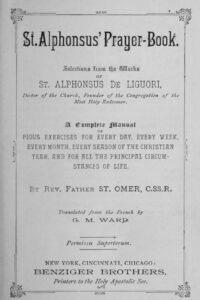 St. Alphonsus' Prayer-Book.
Selections from the Works
OF
ST. ALPHONSUS DE LIGUORI,
Doctor of the Church, Founder of the Congregation of the
Most Holy Redeemer.
A Complete Manual
OF
PIOUS EXERCISES FOR EVERY DAY, EVERY WEEK,
EVERY MONTH, EVERY SEASON OF THE CHRISTIAN
YEAR, AND FOR ALL THE PRINCIPAL CIRCUM-
STANCES OF LIFE.
BY REV. FATHER ST. OMER, C.SS.R.
Translated from the French by
G. M. WARD.
Permissu Superiorum.
NEW YORK, CINCINNATI, CHICAGO:
BENZIGER BROTHERS,
Printers to the Holy Apostolic See.